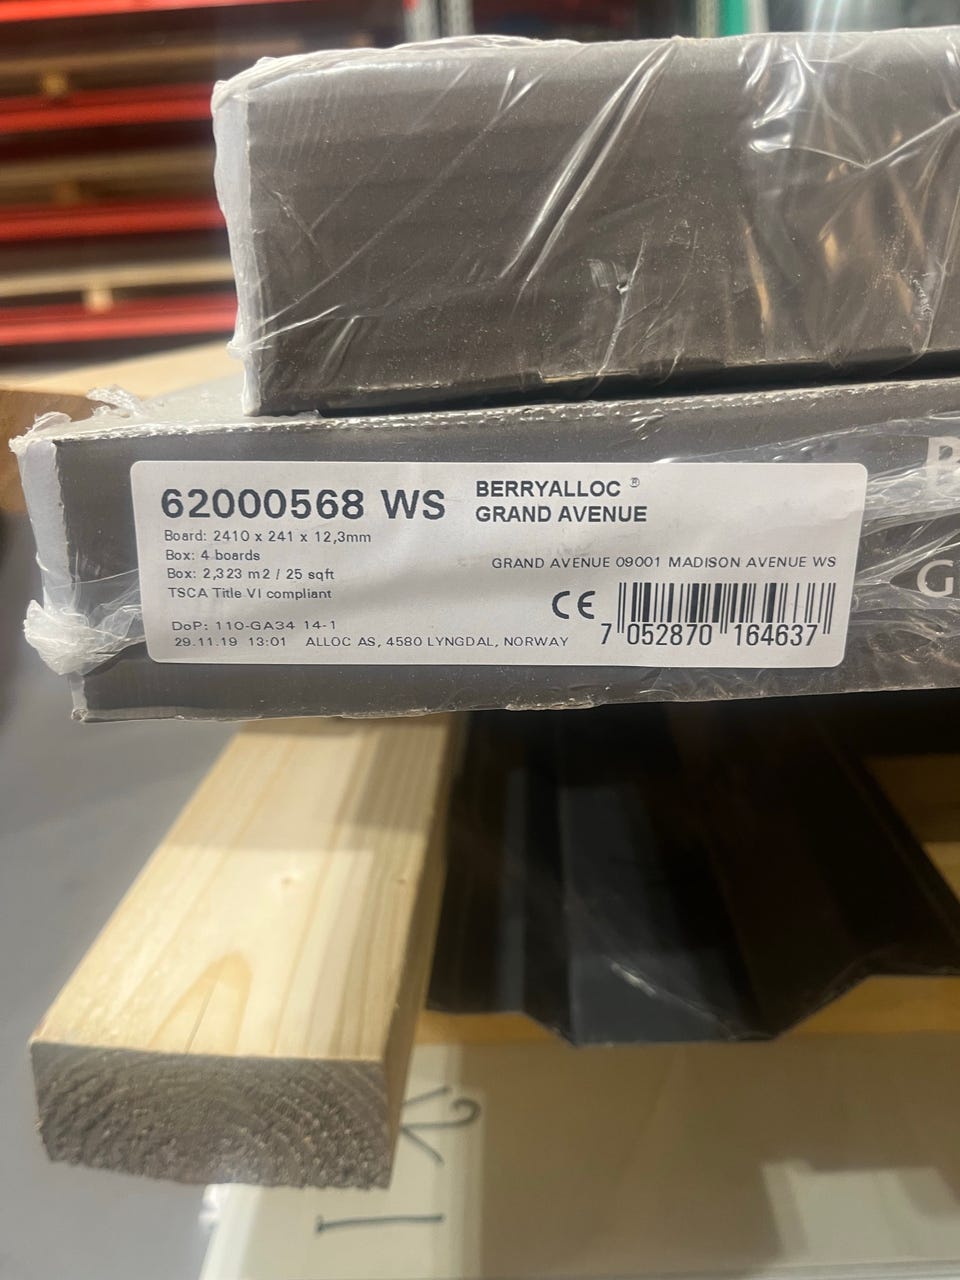 62000568 WS
BERRYALLOC ®
GRAND AVENUE
Board: 2410 x 241 x 12,3mm
Box: 4 boards
Box: 2,323 m2 / 25 sqft
TSCA Title VI compliant
GRAND AVENUE 09001 MADISON AVENUE WS
DoP: 110-GA34 14-1
29.11.19 13:01 ALLOC AS, 4580 LYNGDAL, NORWAY
CE
7 052870 164637
B
G